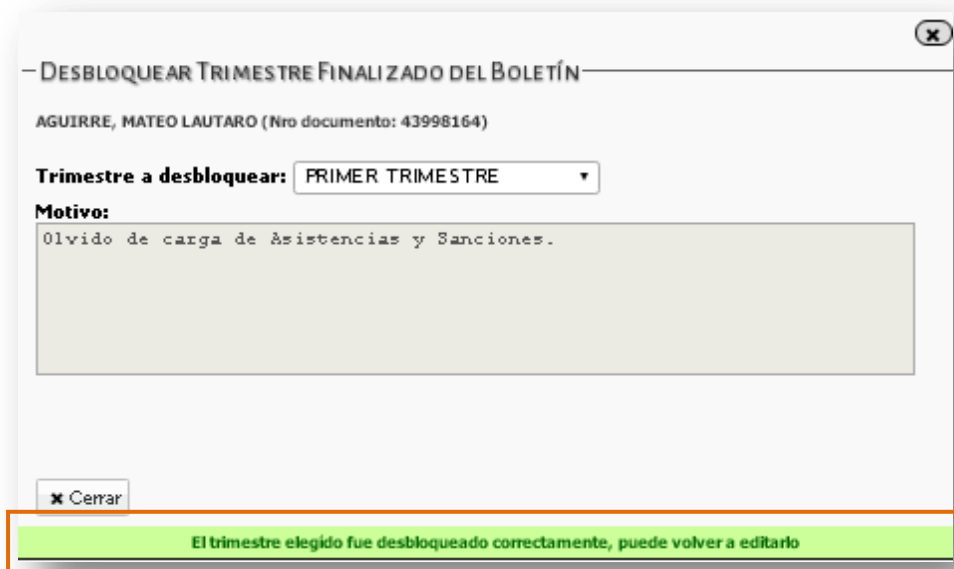 DESBLOQUEAR TRIMESTRE FINALIZADO DEL BOLETÍN
AGUIRRE, MATEO LAUTARO (Nro documento: 43998164)
Trimestre a desbloquear: PRIMER TRIMESTRE
Motivo:
Olvido de carga de Asistencias y Sanciones.
Cerrar
El trimestre elegido fue desbloqueado correctamente, puede volver a editarlo